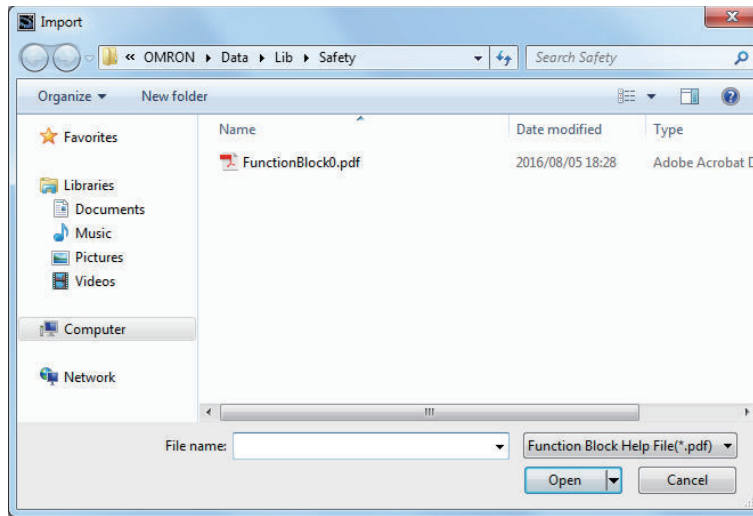 Import
« OMRON ▸ Data ▸ Lib ▸ Safety
Search Safety
Organize
New folder
Name
Date modified
Type
FunctionBlock0.pdf
2016/08/05 18:28
Adobe Acrobat D
Favorites
Libraries
Documents
Music
Pictures
Videos
Computer
Network
File name:
Function Block Help File(*.pdf)
Open
Cancel